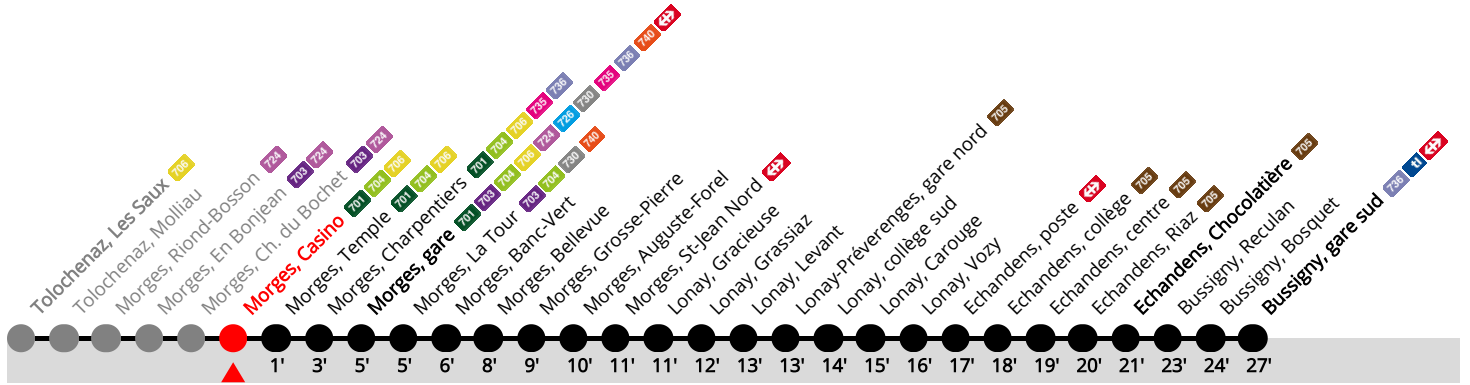 Tolochenaz, Les Saux 706
Tolochenaz, Molliau
Morges, Riond-Bosson 724
Morges, En Bonjean 703 724
Morges, Ch. du Bochet 703 724
Morges, Casino 701 704 706
Morges, Temple 701 704 706
Morges, Charpentiers 701 704 706 735 736
Morges, gare 701 703 704 706 724 726 730 735 736 740
Morges, La Tour 703 704 730 740
Morges, Banc-Vert
Morges, Bellevue
Morges, Grosse-Pierre
Morges, Auguste-Forel
Morges, St-Jean Nord
Lonay, Gracieuse
Lonay, Grassiaz
Lonay, Levant
Lonay-Préverenges, gare nord 705
Lonay, collège sud
Lonay, Carouge
Lonay, Vozy
Echandens, poste
Echandens, collège 705
Echandens, centre 705
Echandens, Riaz 705
Echandens, Chocolatière 705
Bussigny, Reculan
Bussigny, Bosquet
Bussigny, gare sud 736 tl
1' 3' 5' 5' 6' 8' 9' 10' 11' 11' 12' 13' 13' 14' 15' 16' 17' 18' 19' 20' 21' 23' 24' 27'